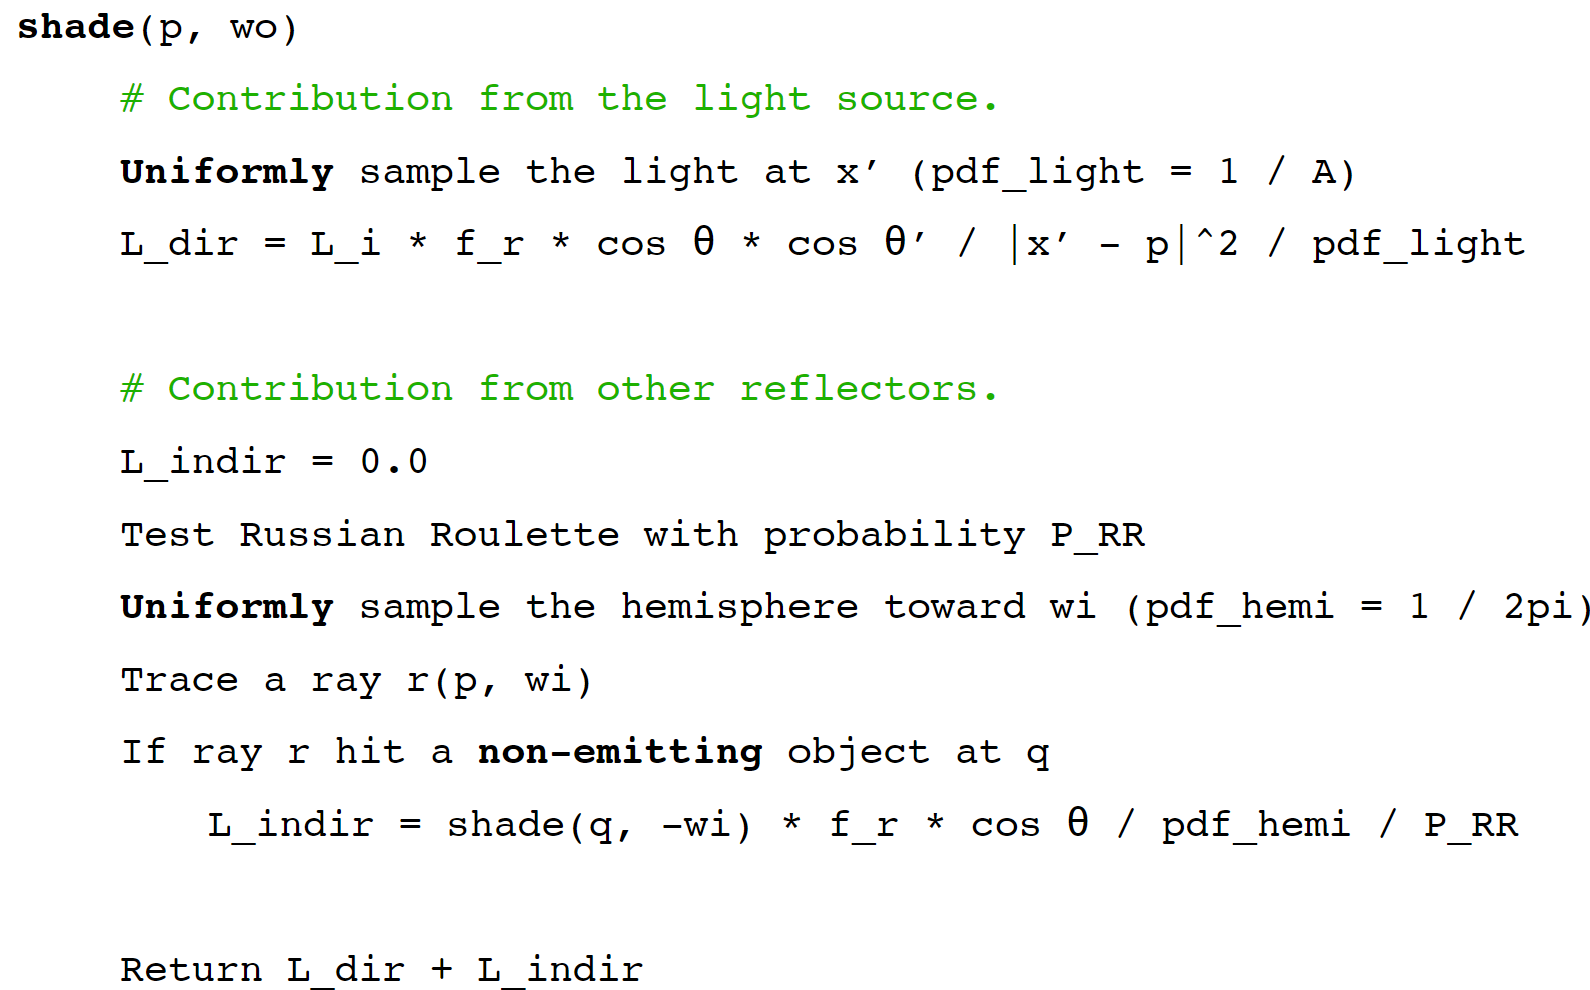 shade(p, wo)
# Contribution from the light source.
Uniformly sample the light at x’ (pdf_light = 1 / A)
L_dir = L_i * f_r * cos θ * cos θ’ / |x’ - p|^2 / pdf_light
# Contribution from other reflectors.
L_indir = 0.0
Test Russian Roulette with probability P_RR
Uniformly sample the hemisphere toward wi (pdf_hemi = 1 / 2pi)
Trace a ray r(p, wi)
If ray r hit a non-emitting object at q
L_indir = shade(q, -wi) * f_r * cos θ / pdf_hemi / P_RR
Return L_dir + L_indir